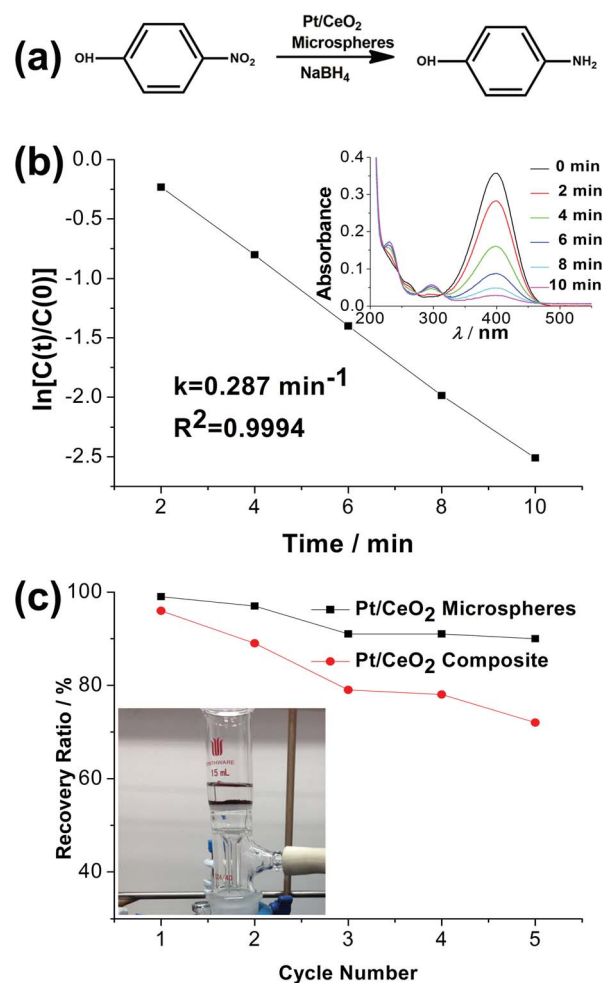 (a)
OH
NO2
Pt/CeO2
Microspheres
NaBH4
OH
NH2
(b)
ln[C(t)/C(0)]
0.0
-0.5
-1.0
-1.5
-2.0
-2.5
2
4
6
8
10
Time / min
k=0.287 min-1
R2=0.9994
Absorbance
0.4
0.3
0.2
0.1
0.0
200
300
400
500
λ / nm
0 min
2 min
4 min
6 min
8 min
10 min
(c)
Recovery Ratio / %
100
80
60
40
1
2
3
4
5
Cycle Number
Pt/CeO2 Microspheres
Pt/CeO2 Composite
15 mL
24/40